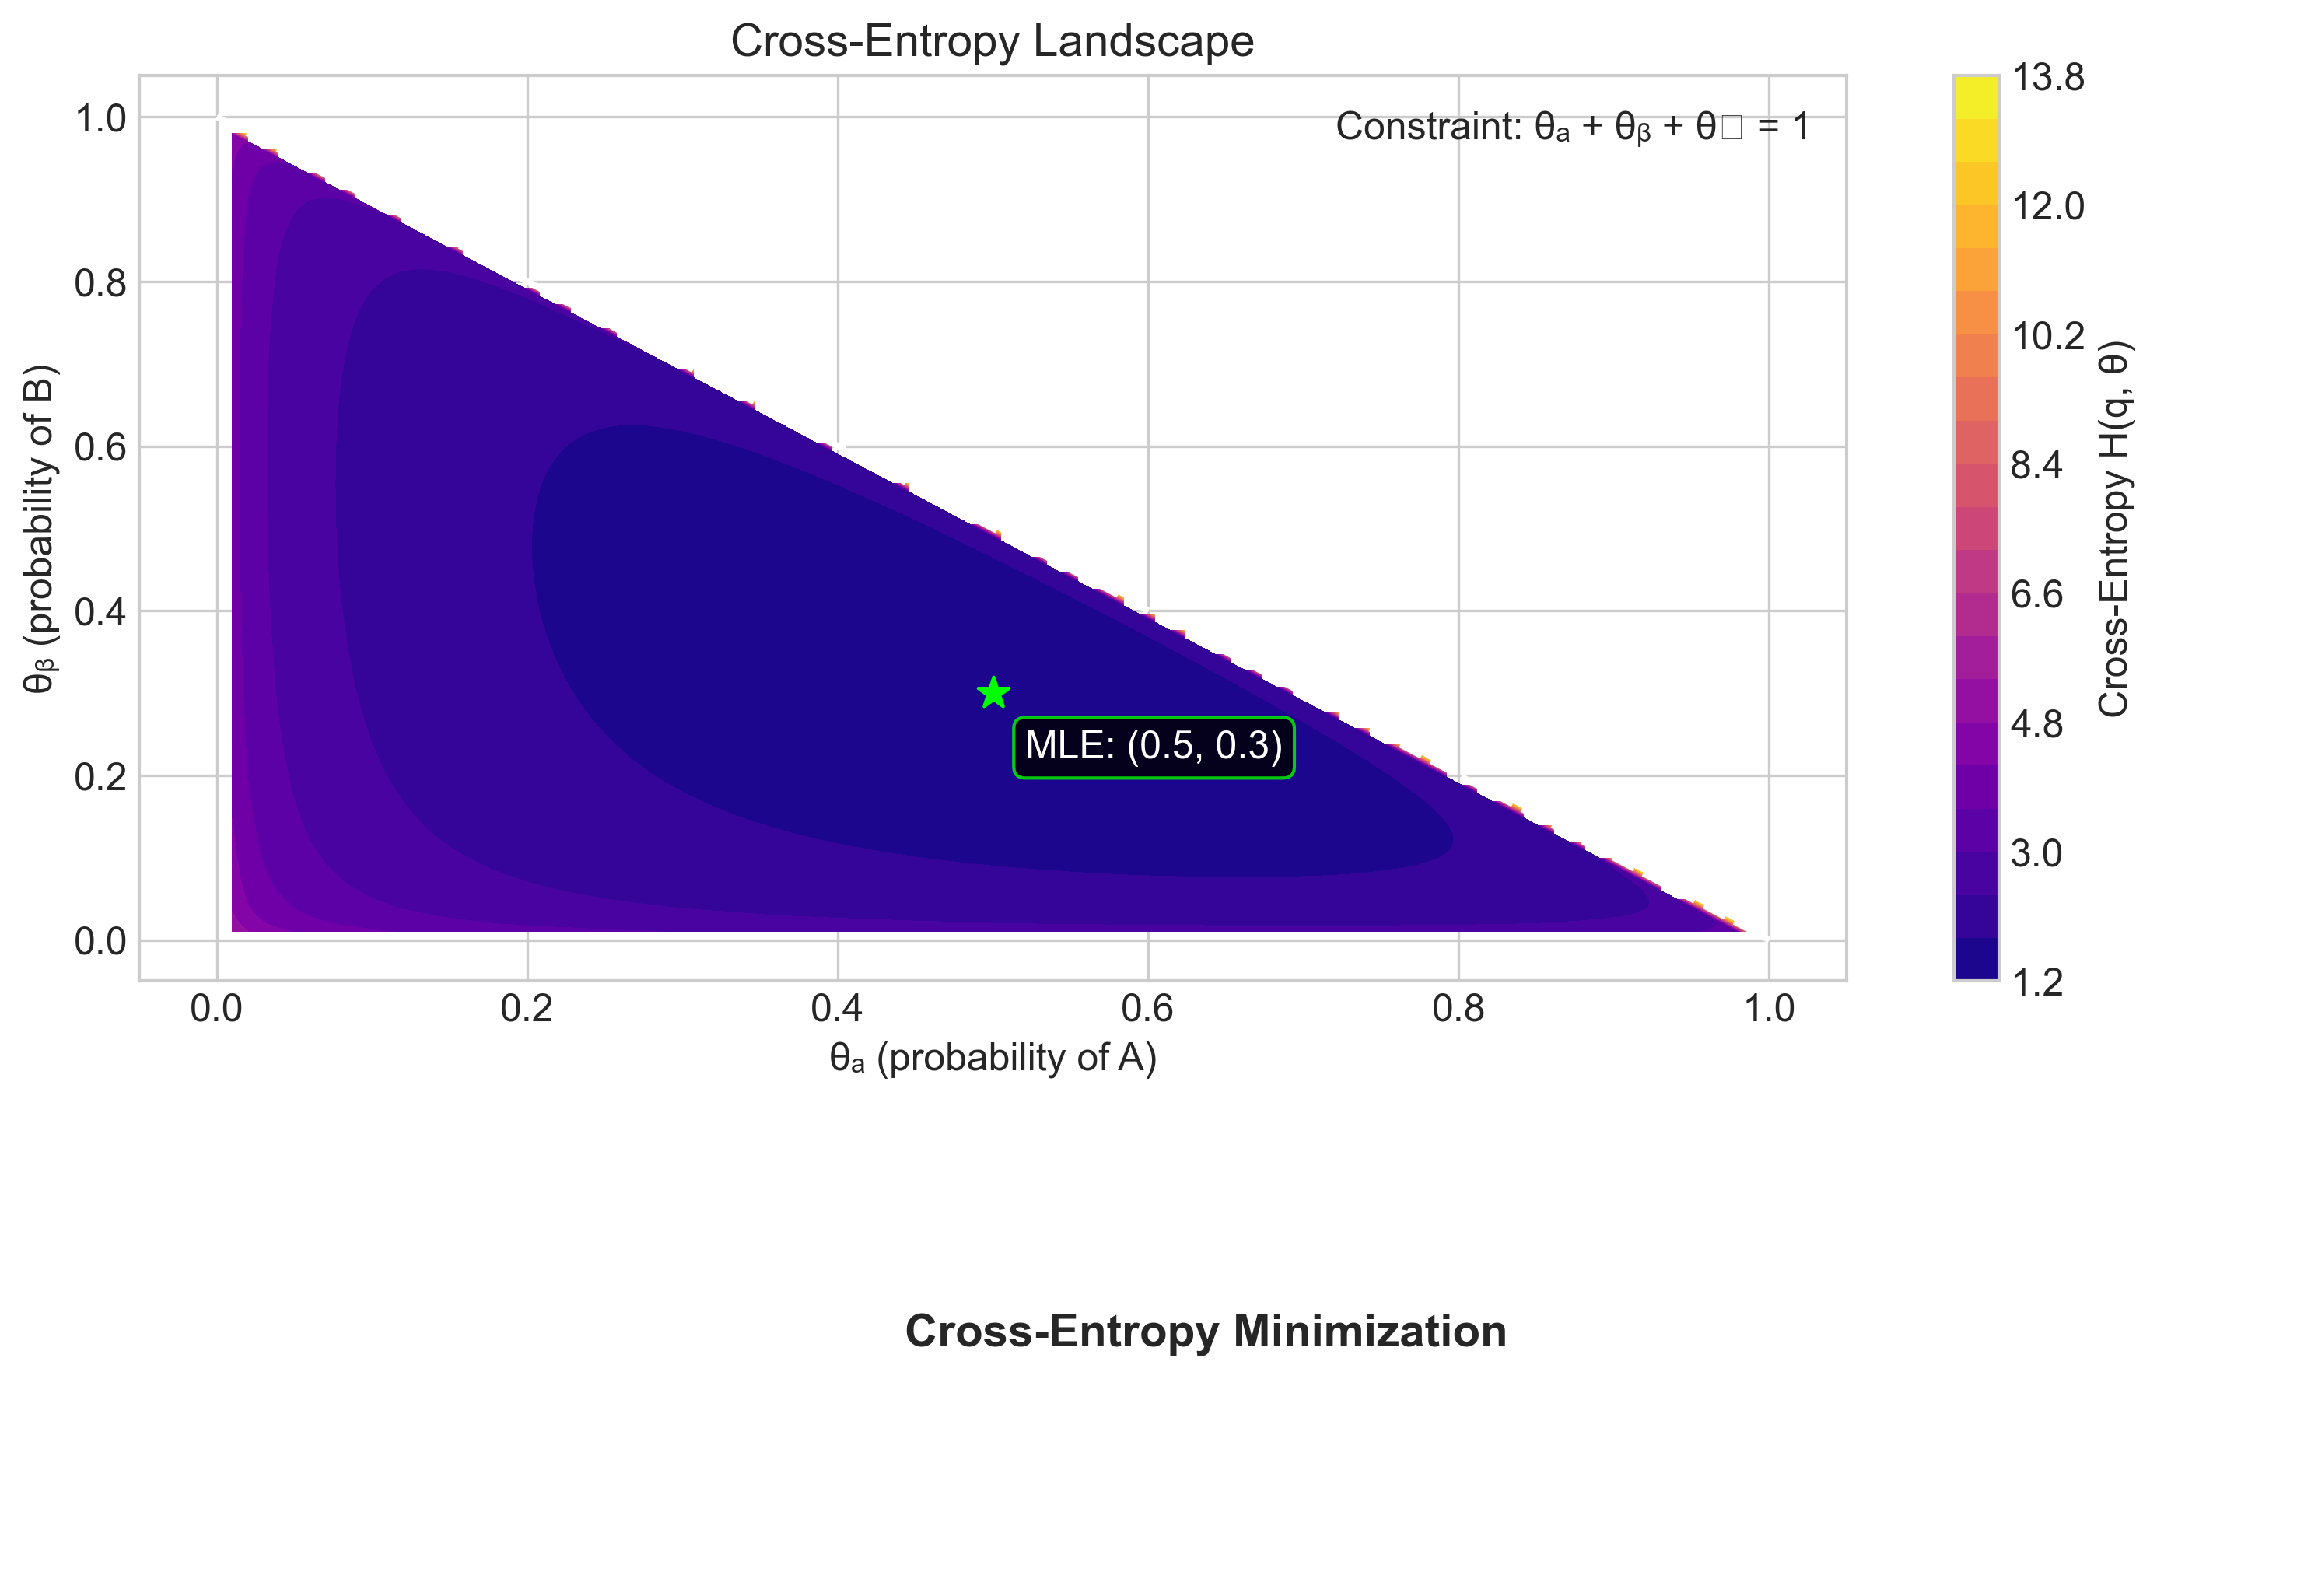 Cross-Entropy Landscape
Constraint: θₐ + θᵦ + θ□ = 1
1.0
0.8
0.6
0.4
0.2
0.0
θᵦ (probability of B)
MLE: (0.5, 0.3)
0.0
0.2
0.4
0.6
0.8
1.0
θₐ (probability of A)
13.8
12.0
10.2
8.4
6.6
4.8
3.0
1.2
Cross-Entropy H(q, θ)
Cross-Entropy Minimization